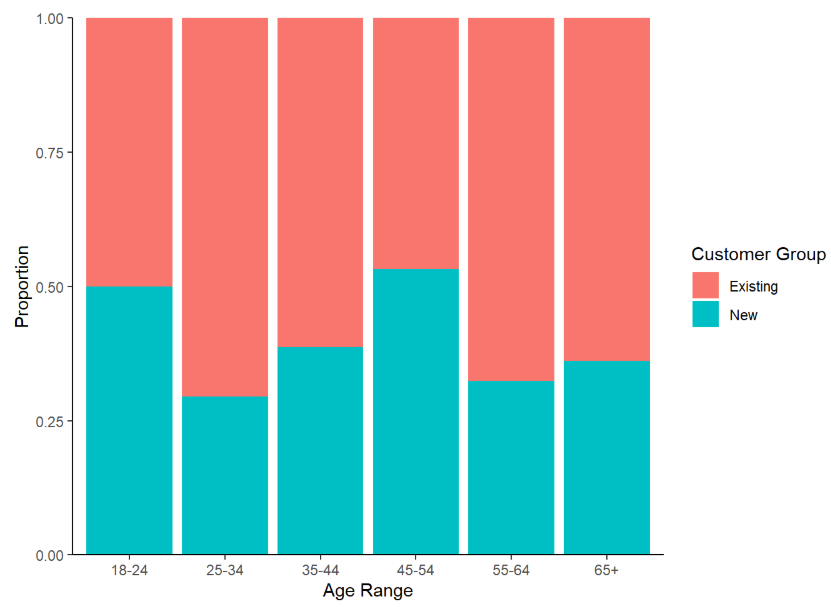 1.00
0.75
0.50
0.25
0.00
Proportion
18-24 25-34 35-44 45-54 55-64 65+
Age Range
Customer Group
Existing
New